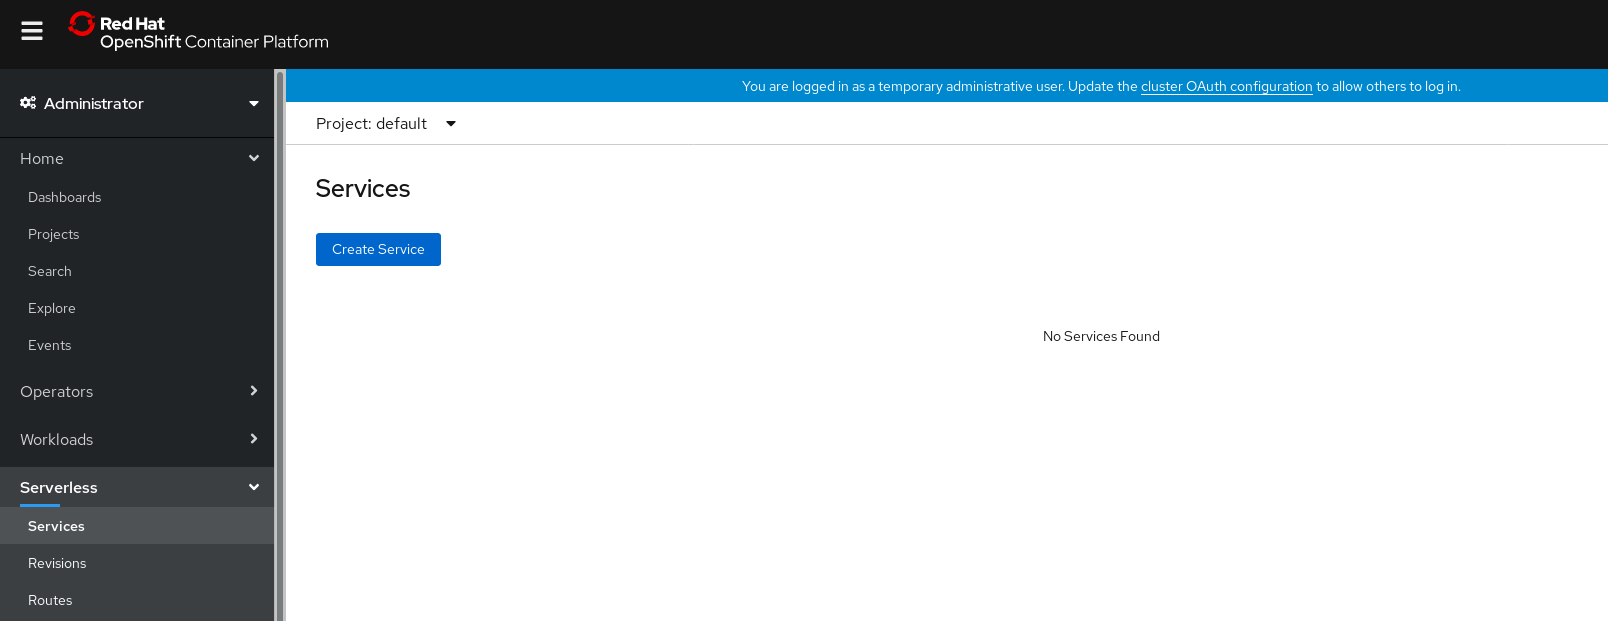 Red Hat
OpenShift Container Platform
Administrator
Home
Dashboards
Projects
Search
Explore
Events
Operators
Workloads
Serverless
Services
Revisions
Routes
You are logged in as a temporary administrative user. Update the cluster OAuth configuration to allow others to log in.
Project: default
Services
Create Service
No Services Found